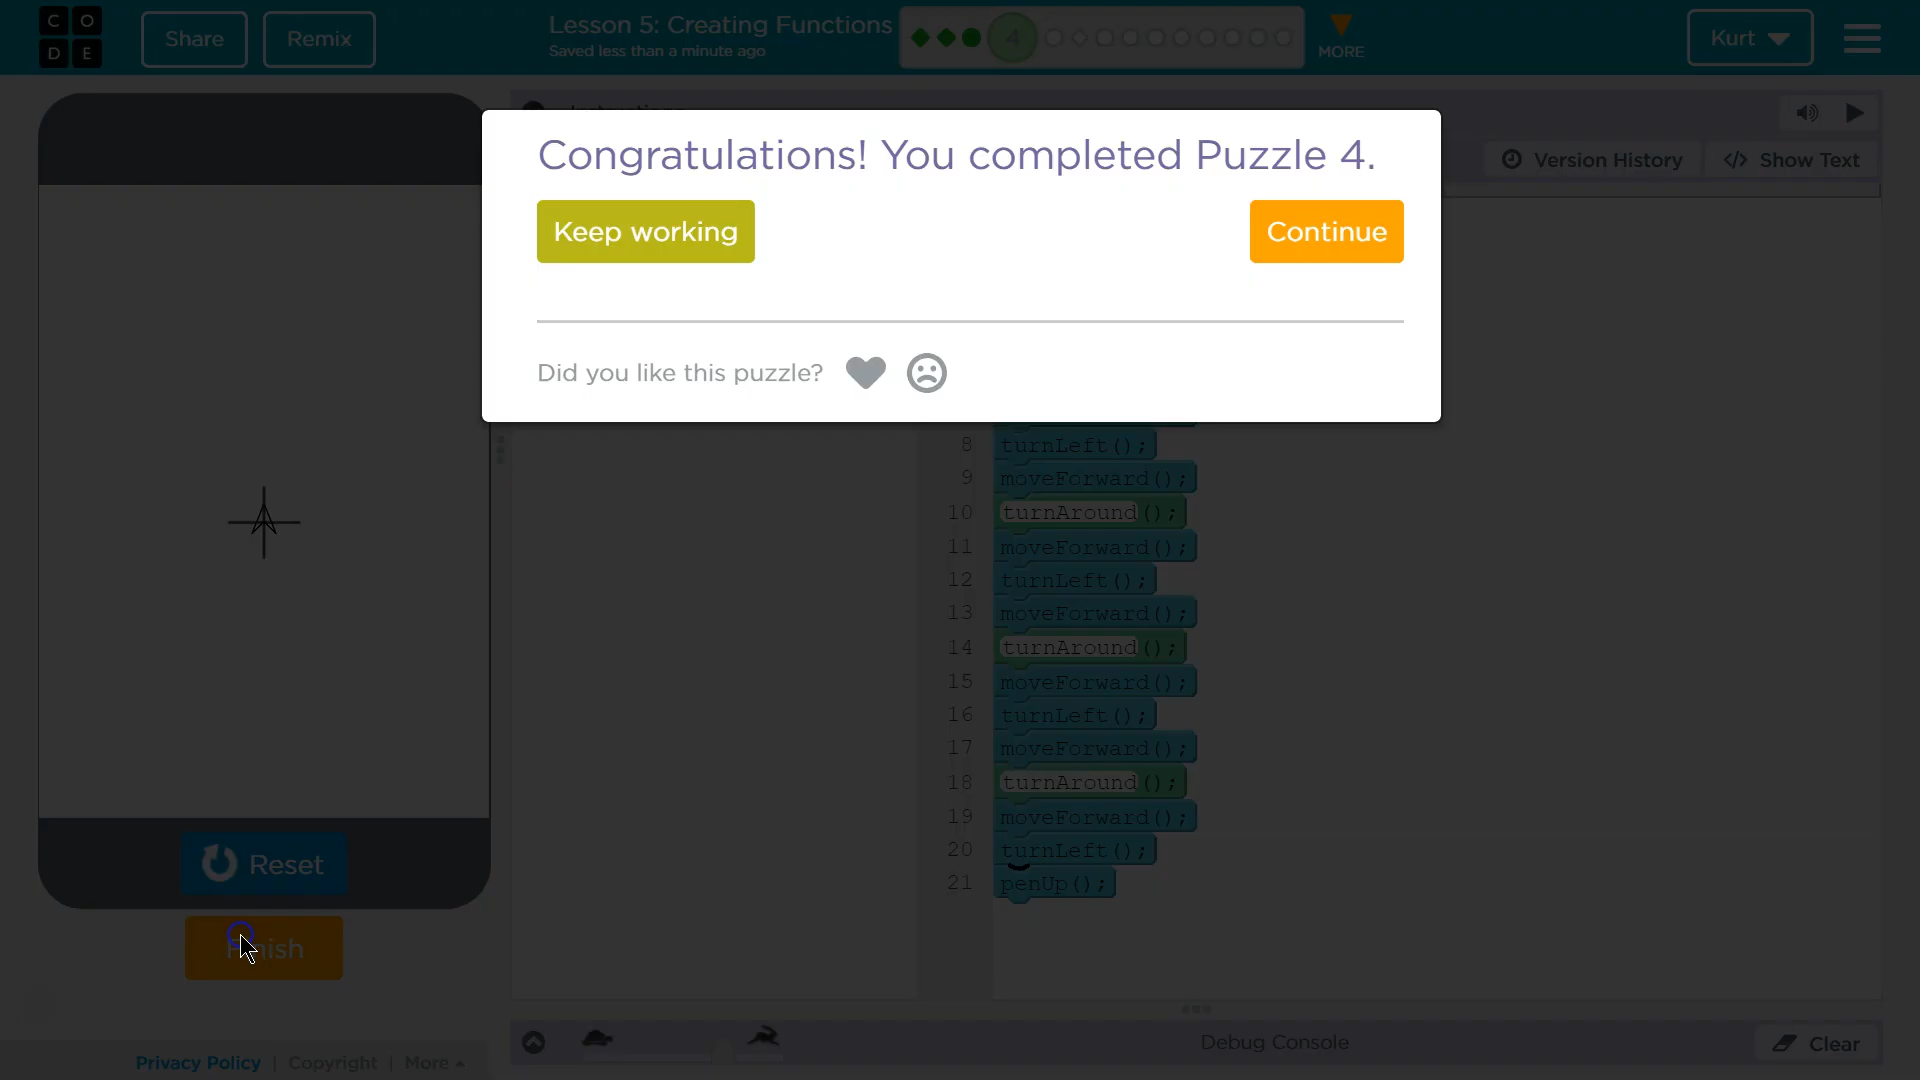 C O
D E
Share
Remix
Lesson 5: Creating Functions
Saved less than a minute ago
4
MORE
Kurt
Instructions
Version History
</> Show Text
Congratulations! You completed Puzzle 4.
Keep working
Continue
Did you like this puzzle?
8 turnLeft();
9 moveForward();
10 turnAround();
11 moveForward();
12 turnLeft();
13 moveForward();
14 turnAround();
15 moveForward();
16 turnLeft();
17 moveForward();
18 turnAround();
19 moveForward();
20 turnLeft();
21 penUp();
Reset
Finish
Debug Console
Clear
Privacy Policy | Copyright | More